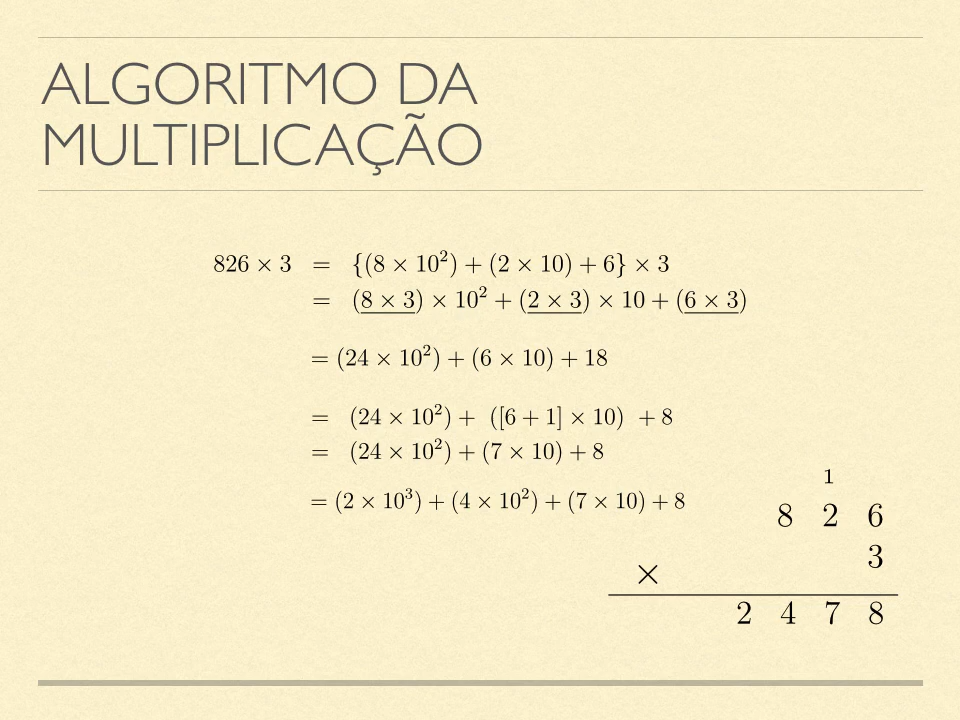 ALGORITMO DA
MULTIPLICAÇÃO
826 × 3 = {(8 × 10²) + (2 × 10) + 6} × 3
= (8 × 3) × 10² + (2 × 3) × 10 + (6 × 3)
= (24 × 10²) + (6 × 10) + 18
= (24 × 10²) + ([6 + 1] × 10) + 8
= (24 × 10²) + (7 × 10) + 8
= (2 × 10³) + (4 × 10²) + (7 × 10) + 8
1
8 2 6
3
×
2 4 7 8